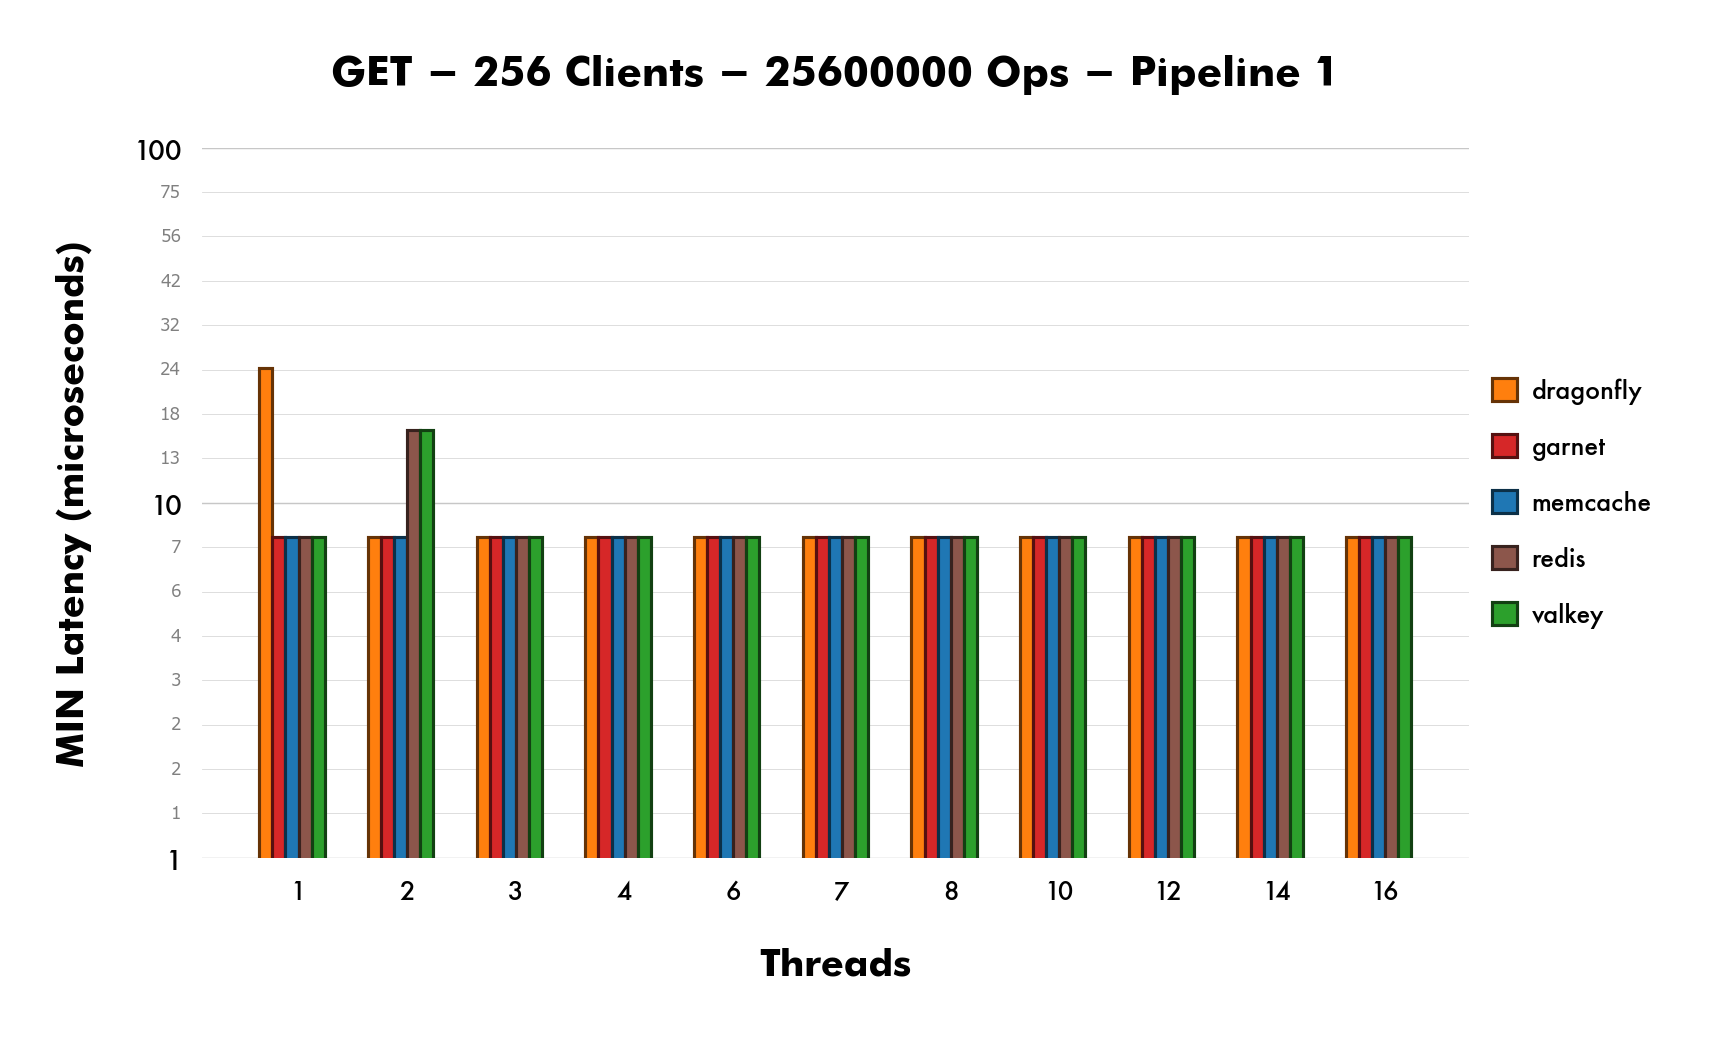 GET – 256 Clients – 25600000 Ops – Pipeline 1
MIN Latency (microseconds)
100
75
56
42
32
24
18
13
10
7
6
4
3
2
2
1
1
1 2 3 4 6 7 8 10 12 14 16
Threads
dragonfly
garnet
memcache
redis
valkey